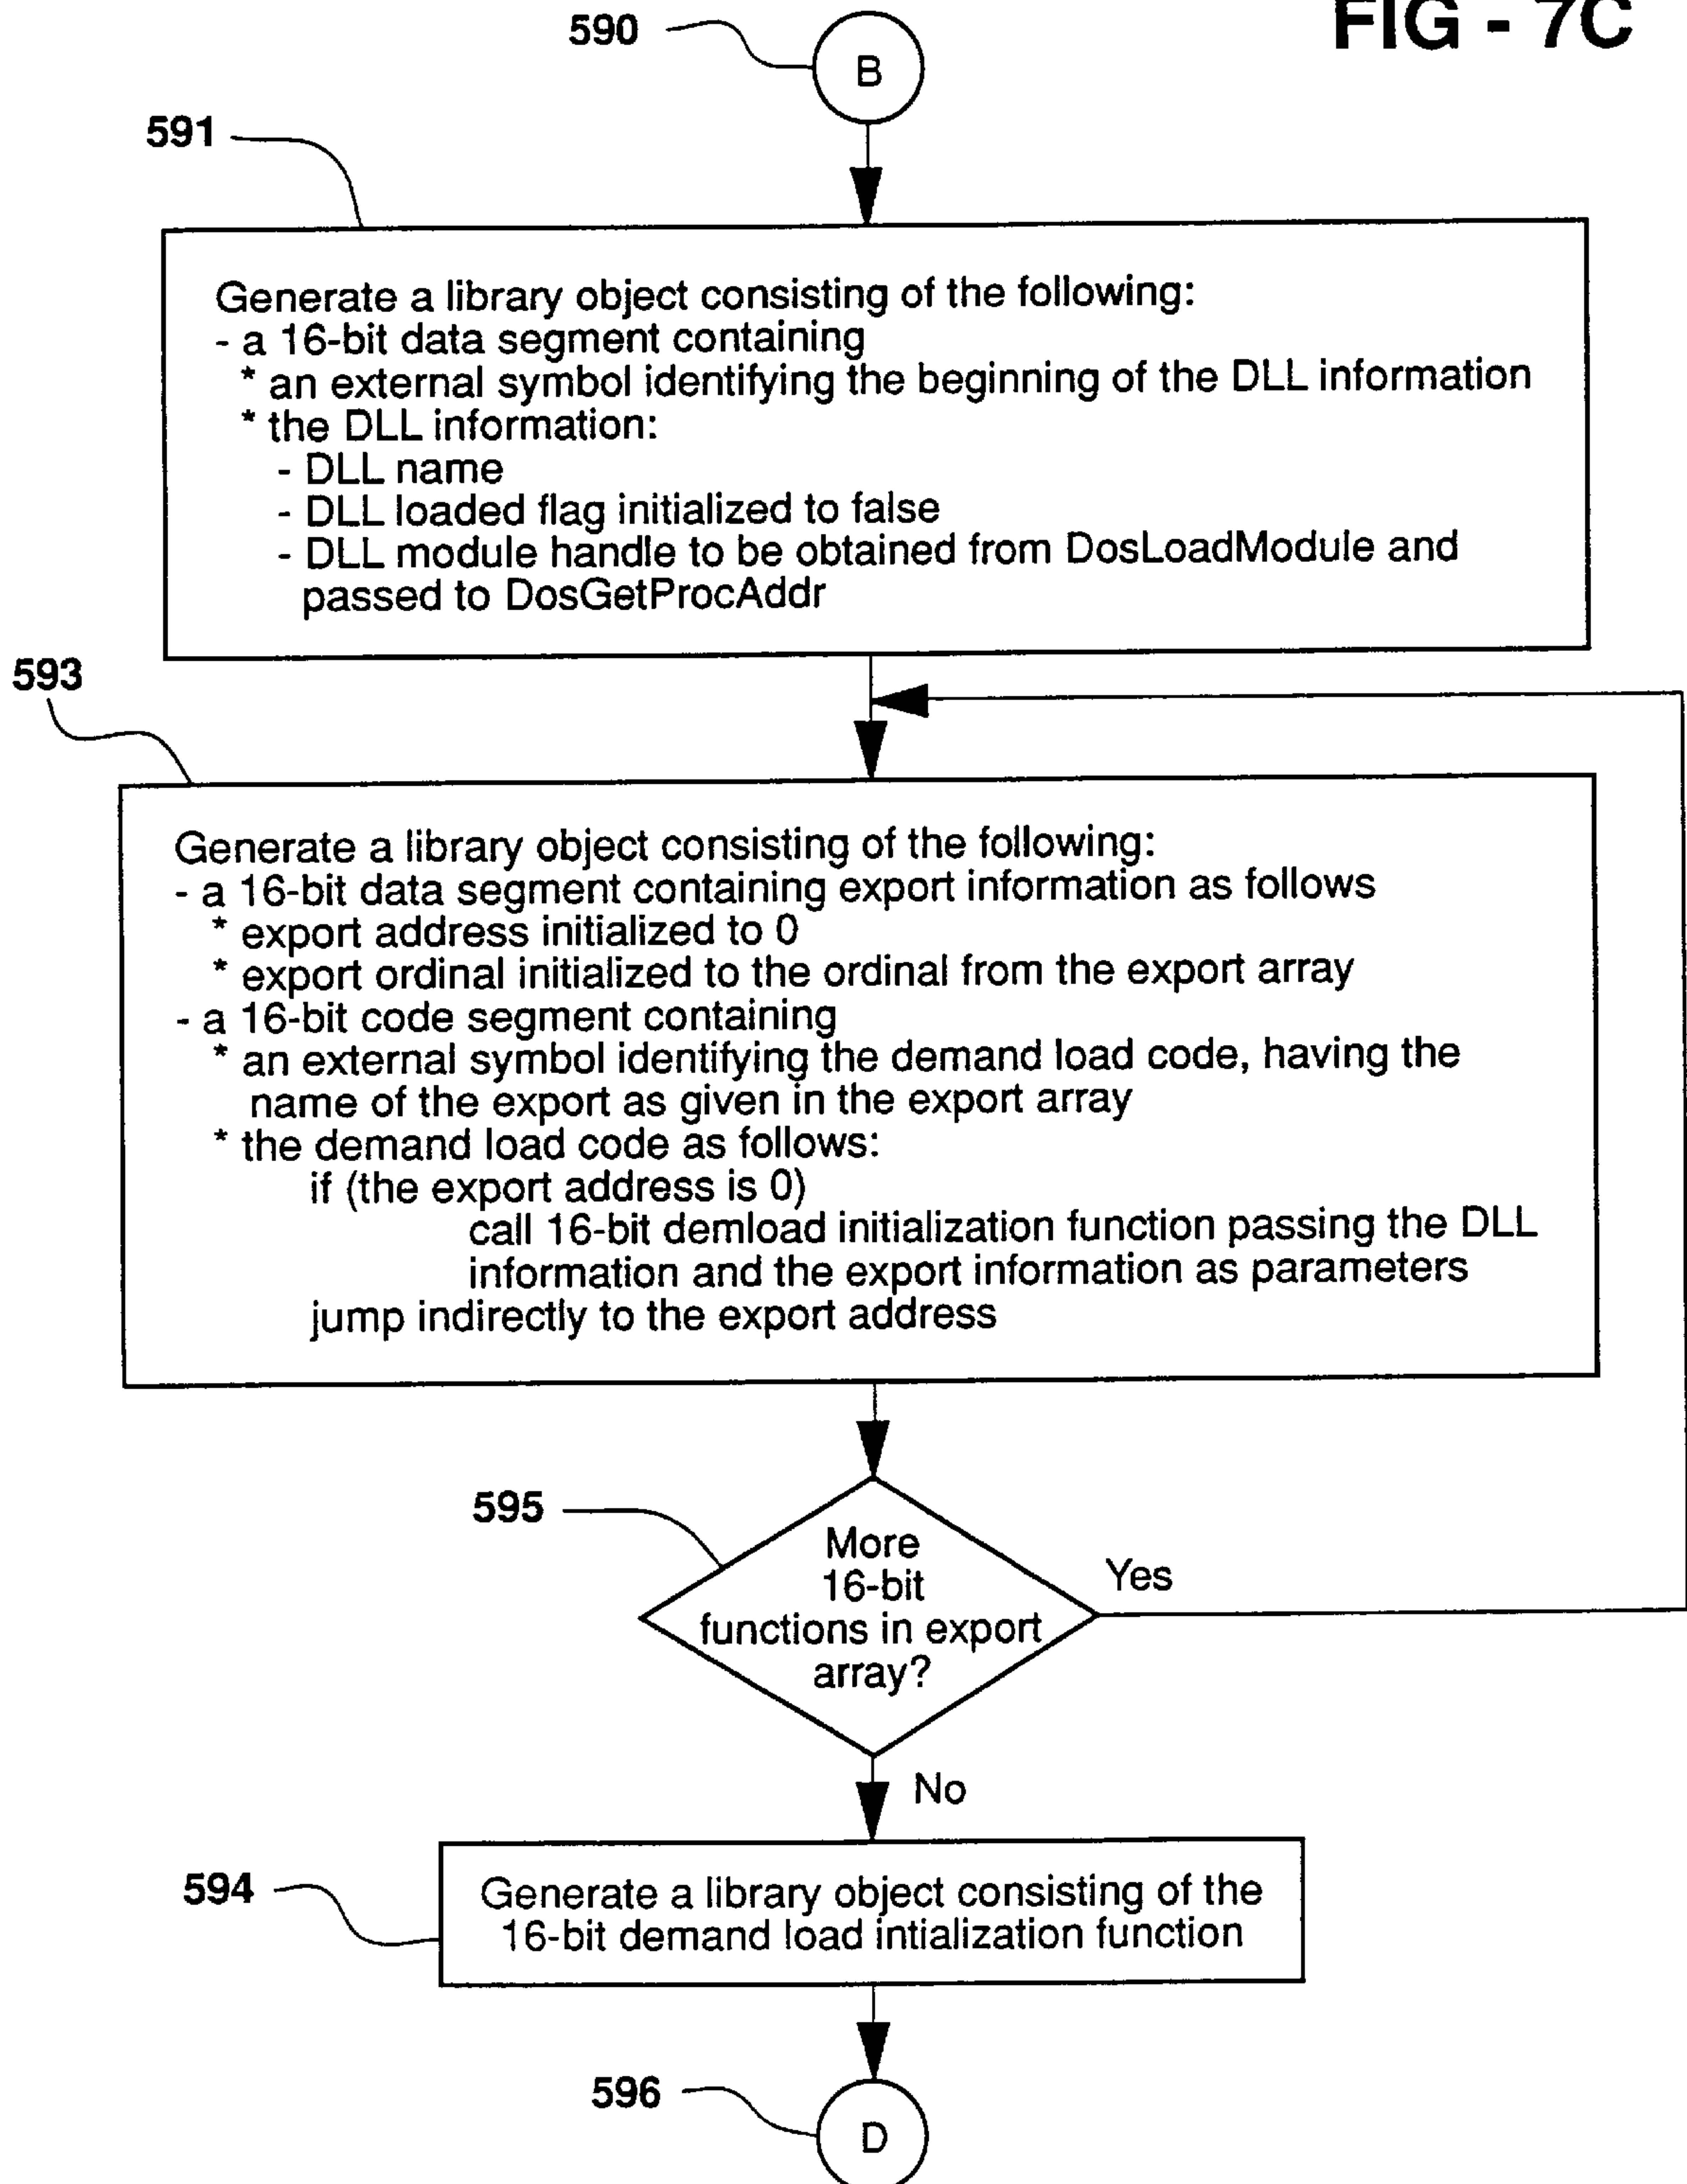 FIG - 7C
590
B
591
Generate a library object consisting of the following:
- a 16-bit data segment containing
* an external symbol identifying the beginning of the DLL information
* the DLL information:
- DLL name
- DLL loaded flag initialized to false
- DLL module handle to be obtained from DosLoadModule and
passed to DosGetProcAddr
593
Generate a library object consisting of the following:
- a 16-bit data segment containing export information as follows
* export address initialized to 0
* export ordinal initialized to the ordinal from the export array
- a 16-bit code segment containing
* an external symbol identifying the demand load code, having the
name of the export as given in the export array
* the demand load code as follows:
if (the export address is 0)
call 16-bit demload initialization function passing the DLL
information and the export information as parameters
jump indirectly to the export address
595
More
16-bit
functions in export
array?
Yes
No
594
Generate a library object consisting of the
16-bit demand load intialization function
596
D